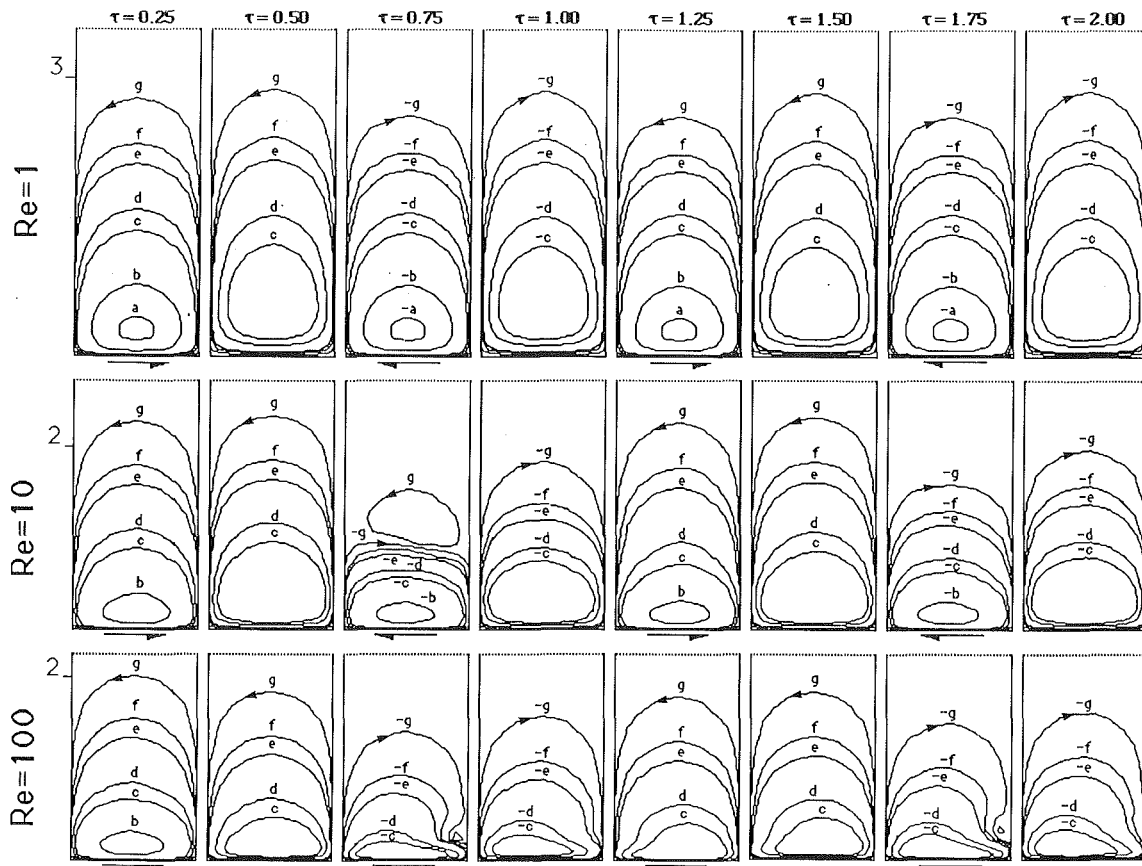 τ=0.25 τ=0.50 τ=0.75 τ=1.00 τ=1.25 τ=1.50 τ=1.75 τ=2.00
Re=1
3
g
f
e
d
c
b
a
g
f
e
d
c
-g
-f
-e
-d
-c
-b
-a
-g
-f
-e
-d
-c
g
f
e
d
c
b
a
g
f
e
d
c
-g
-f
-e
-d
-c
-b
-a
-g
-f
-e
-d
-c
Re=10
2
g
f
e
d
c
b
g
f
e
d
c
g
-g
-e -d
-c
-b
-g
-f
-e
-d
-c
g
f
e
d
c
b
g
f
e
d
c
-g
-f
-e
-d
-c
-b
-g
-f
-e
-d
-c
Re=100
2
g
f
e
d
c
b
g
f
e
d
c
-g
-f
-e
-d
-c
-g
-f
-e
-d
-c
g
f
e
d
c
g
f
e
d
c
-g
-f
-e
-d
-c
-g
-f
-e
-d
-c